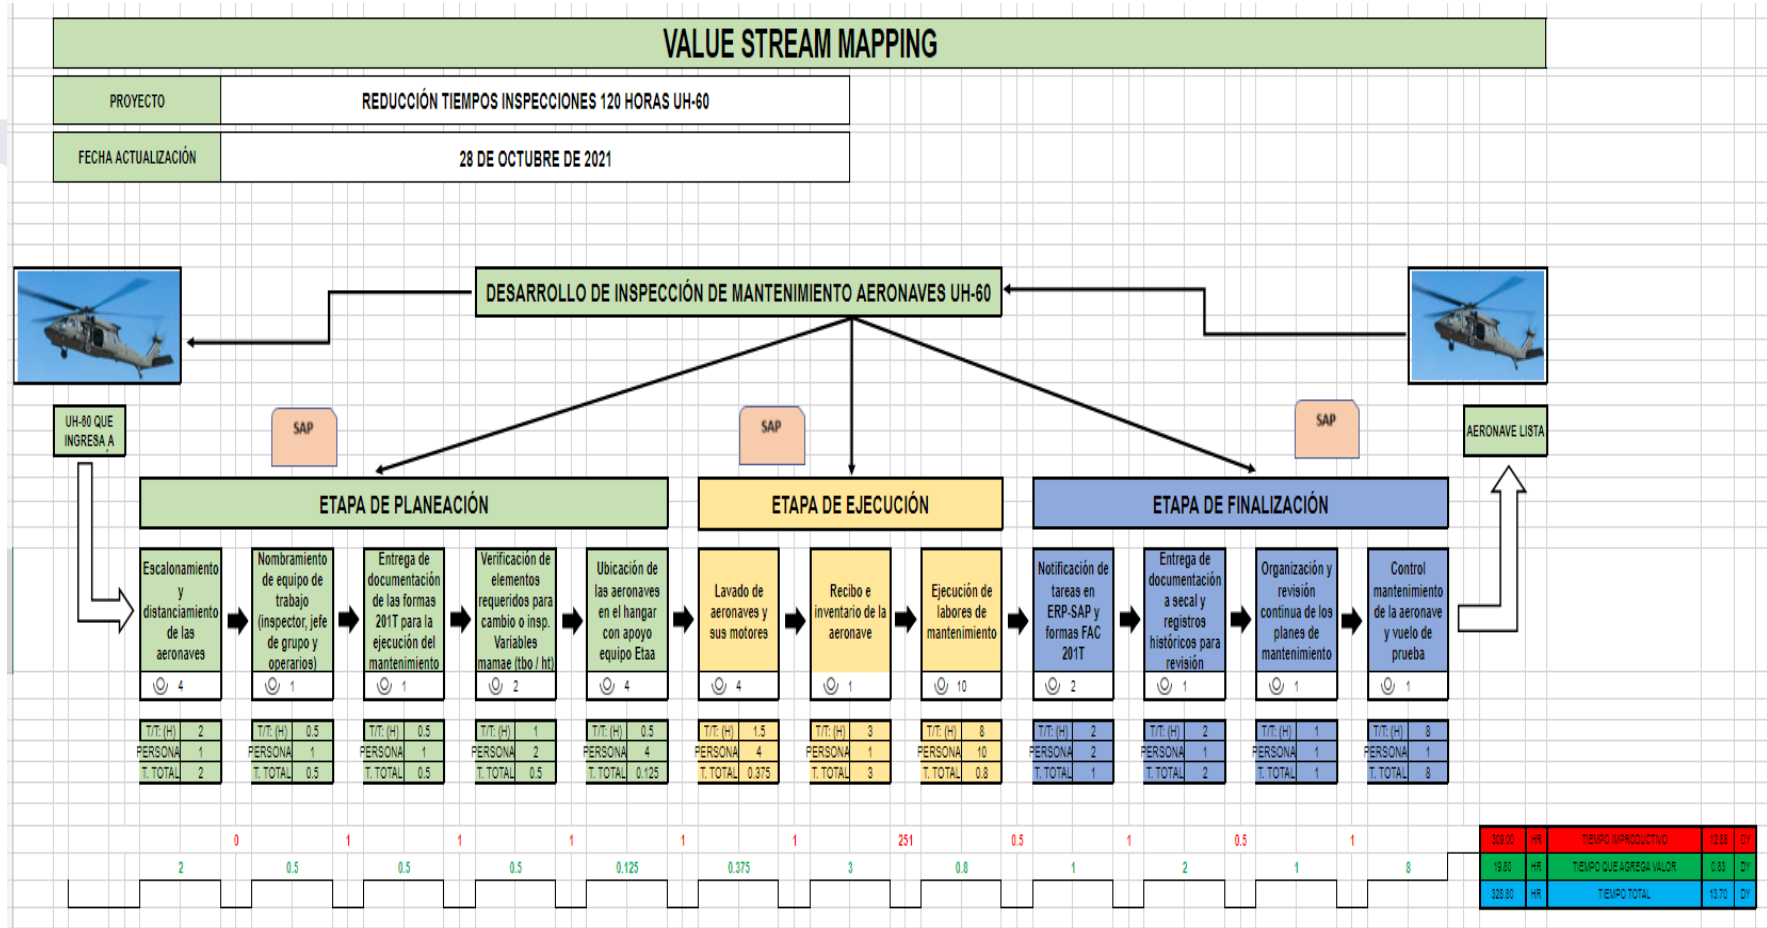 VALUE STREAM MAPPING
PROYECTO
REDUCCIÓN TIEMPOS INSPECCIONES 120 HORAS UH-60
FECHA ACTUALIZACIÓN
28 DE OCTUBRE DE 2021
DESARROLLO DE INSPECCIÓN DE MANTENIMIENTO AERONAVES UH-60
UH-60 QUE
INGRESA A
SAP
SAP
SAP
AERONAVE LISTA
ETAPA DE PLANEACIÓN
ETAPA DE EJECUCIÓN
ETAPA DE FINALIZACIÓN
Escalonamiento
y
distanciamiento
de las
aeronaves
4
Nombramiento
de equipo de
trabajo
(inspector, jefe
de grupo y
operarios)
1
Entrega de
documentación
de las formas
201T para la
ejecución del
mantenimiento
1
Verificación de
elementos
requeridos para
cambio o insp.
Variables
mamae (tbo / ht)
2
Ubicación de
las aeronaves
en el hangar
con apoyo
equipo Etaa
4
Lavado de
aeronaves y
sus motores
4
Recibo e
inventario de la
aeronave
1
Ejecución de
labores de
mantenimiento
10
Notificación de
tareas en
ERP-SAP y
formas FAC
201T
2
Entrega de
documentación
a secal y
registros
históricos para
revisión
1
Organización y
revisión
continua de los
planes de
mantenimiento
1
Control
mantenimiento
de la aeronave
y vuelo de
prueba
1
T/T: (H) 2
PERSONA 1
T. TOTAL 2
T/T: (H) 0.5
PERSONA 1
T. TOTAL 0.5
T/T: (H) 0.5
PERSONA 1
T. TOTAL 0.5
T/T: (H) 1
PERSONA 2
T. TOTAL 0.5
T/T: (H) 0.5
PERSONA 4
T. TOTAL 0.125
T/T: (H) 1.5
PERSONA 4
T. TOTAL 0.375
T/T: (H) 3
PERSONA 1
T. TOTAL 3
T/T: (H) 8
PERSONA 10
T. TOTAL 0.8
T/T: (H) 2
PERSONA 2
T. TOTAL 1
T/T: (H) 2
PERSONA 1
T. TOTAL 2
T/T: (H) 1
PERSONA 1
T. TOTAL 1
T/T: (H) 8
PERSONA 1
T. TOTAL 8
0 1 1 1 1 1 251 0.5 1 0.5 1
2 0.5 0.5 0.5 0.125 0.375 3 0.8 1 2 1 8
309.00 HR TIEMPO IMPRODUCTIVO 12.88 DY
19.80 HR TIEMPO QUE AGREGA VALOR 0.83 DY
328.80 HR TIEMPO TOTAL 13.70 DY